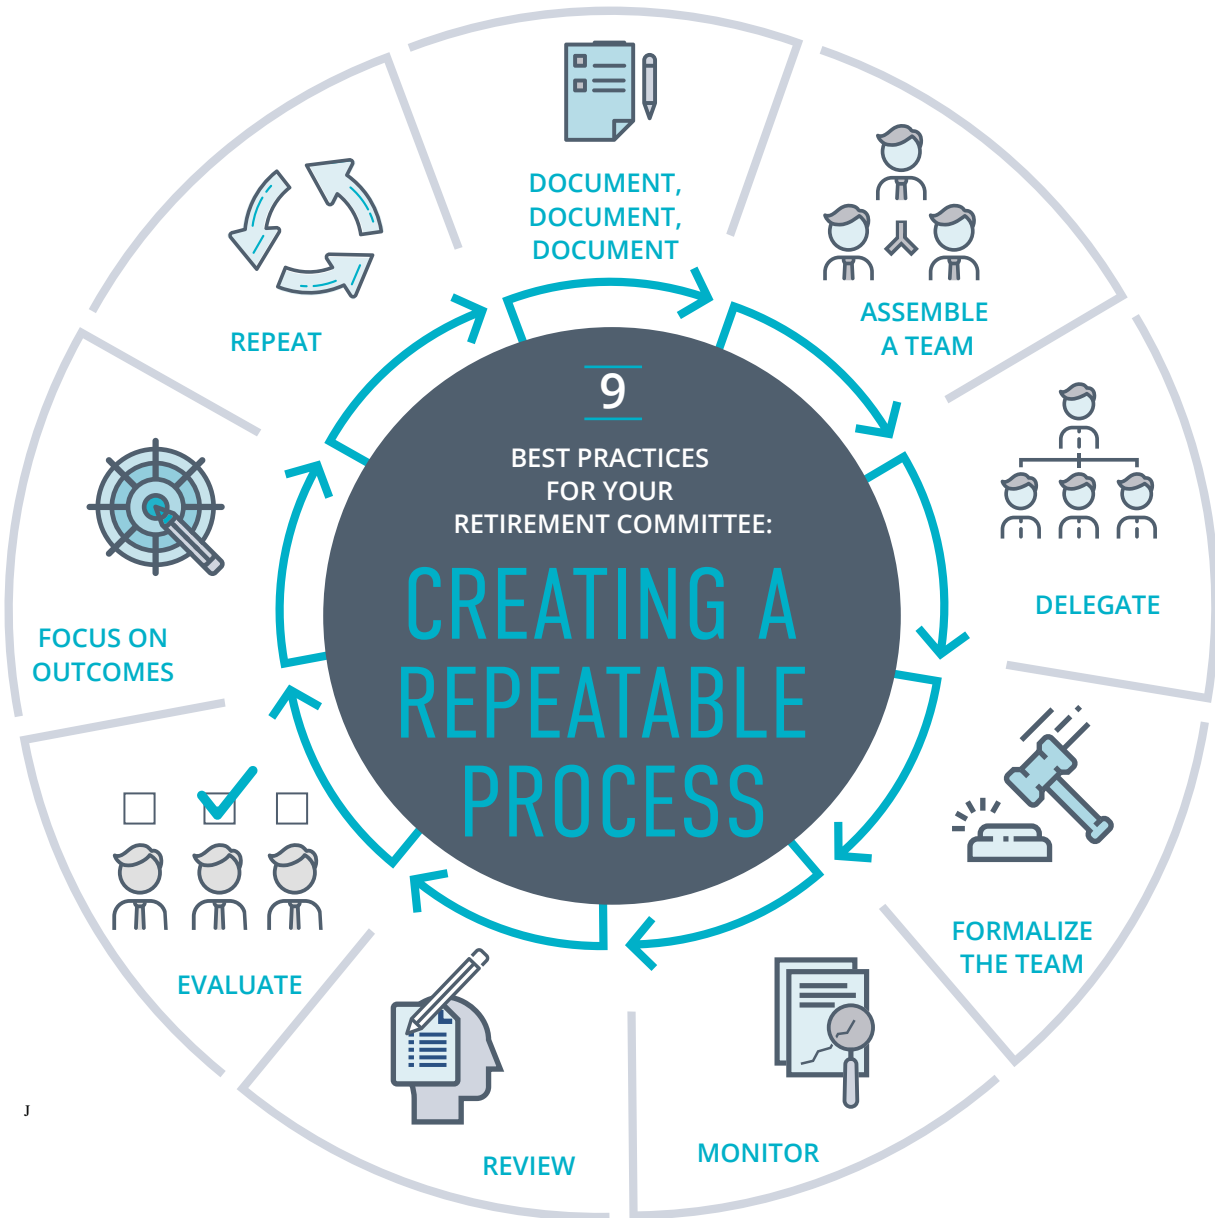 9
BEST PRACTICES
FOR YOUR
RETIREMENT COMMITTEE:
CREATING A
REPEATABLE
PROCESS
DOCUMENT,
DOCUMENT,
DOCUMENT
ASSEMBLE
A TEAM
DELEGATE
FORMALIZE
THE TEAM
MONITOR
REVIEW
EVALUATE
FOCUS ON
OUTCOMES
REPEAT
J